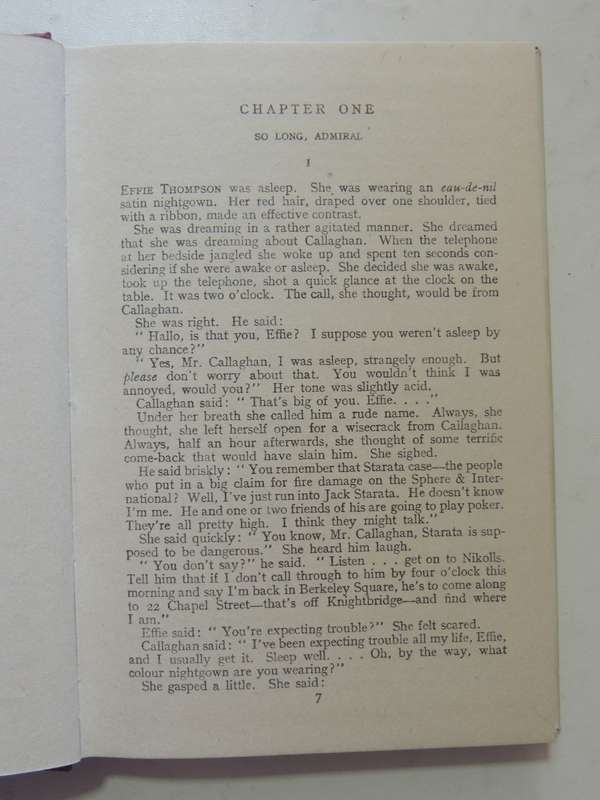 CHAPTER ONE
SO LONG, ADMIRAL
I
EFFIE THOMPSON was asleep. She was wearing an eau-de-nil
satin nightgown. Her red hair, draped over one shoulder, tied
with a ribbon, made an effective contrast.
She was dreaming in a rather agitated manner. She dreamed
that she was dreaming about Callaghan. When the telephone
at her bedside jangled she woke up and spent ten seconds con-
sidering if she were awake or asleep. She decided she was awake,
took up the telephone, shot a quick glance at the clock on the
table. It was two o'clock. The call, she thought, would be from
Callaghan.
She was right. He said:
" Hallo, is that you, Effie? I suppose you weren't asleep by
any chance?"
" Yes, Mr. Callaghan, I was asleep, strangely enough. But
please don't worry about that. You wouldn't think I was
annoyed, would you?" Her tone was slightly acid.
Callaghan said: " That's big of you. Effie. . . ."
Under her breath she called him a rude name. Always, she
thought, she left herself open for a wisecrack from Callaghan.
Always, half an hour afterwards, she thought of some terrific
come-back that would have slain him. She sighed.
He said briskly: " You remember that Starata case—the people
who put in a big claim for fire damage on the Sphere & Inter-
national? Well, I've just run into Jack Starata. He doesn't know
I'm me. He and one or two friends of his are going to play poker.
They're all pretty high. I think they might talk."
She said quickly: " You know, Mr. Callaghan, Starata is sup-
posed to be dangerous." She heard him laugh.
" You don't say?" he said. " Listen . . . get on to Nikolls.
Tell him that if I don't call through to him by four o'clock this
morning and say I'm back in Berkeley Square, he's to come along
to 22 Chapel Street—that's off Knightbridge—and find where
I am."
Effie said: " You're expecting trouble?" She felt scared.
Callaghan said: " I've been expecting trouble all my life, Effie,
and I usually get it. Sleep well. . . . Oh, by the way, what
colour nightgown are you wearing?"
She gasped a little. She said:
7